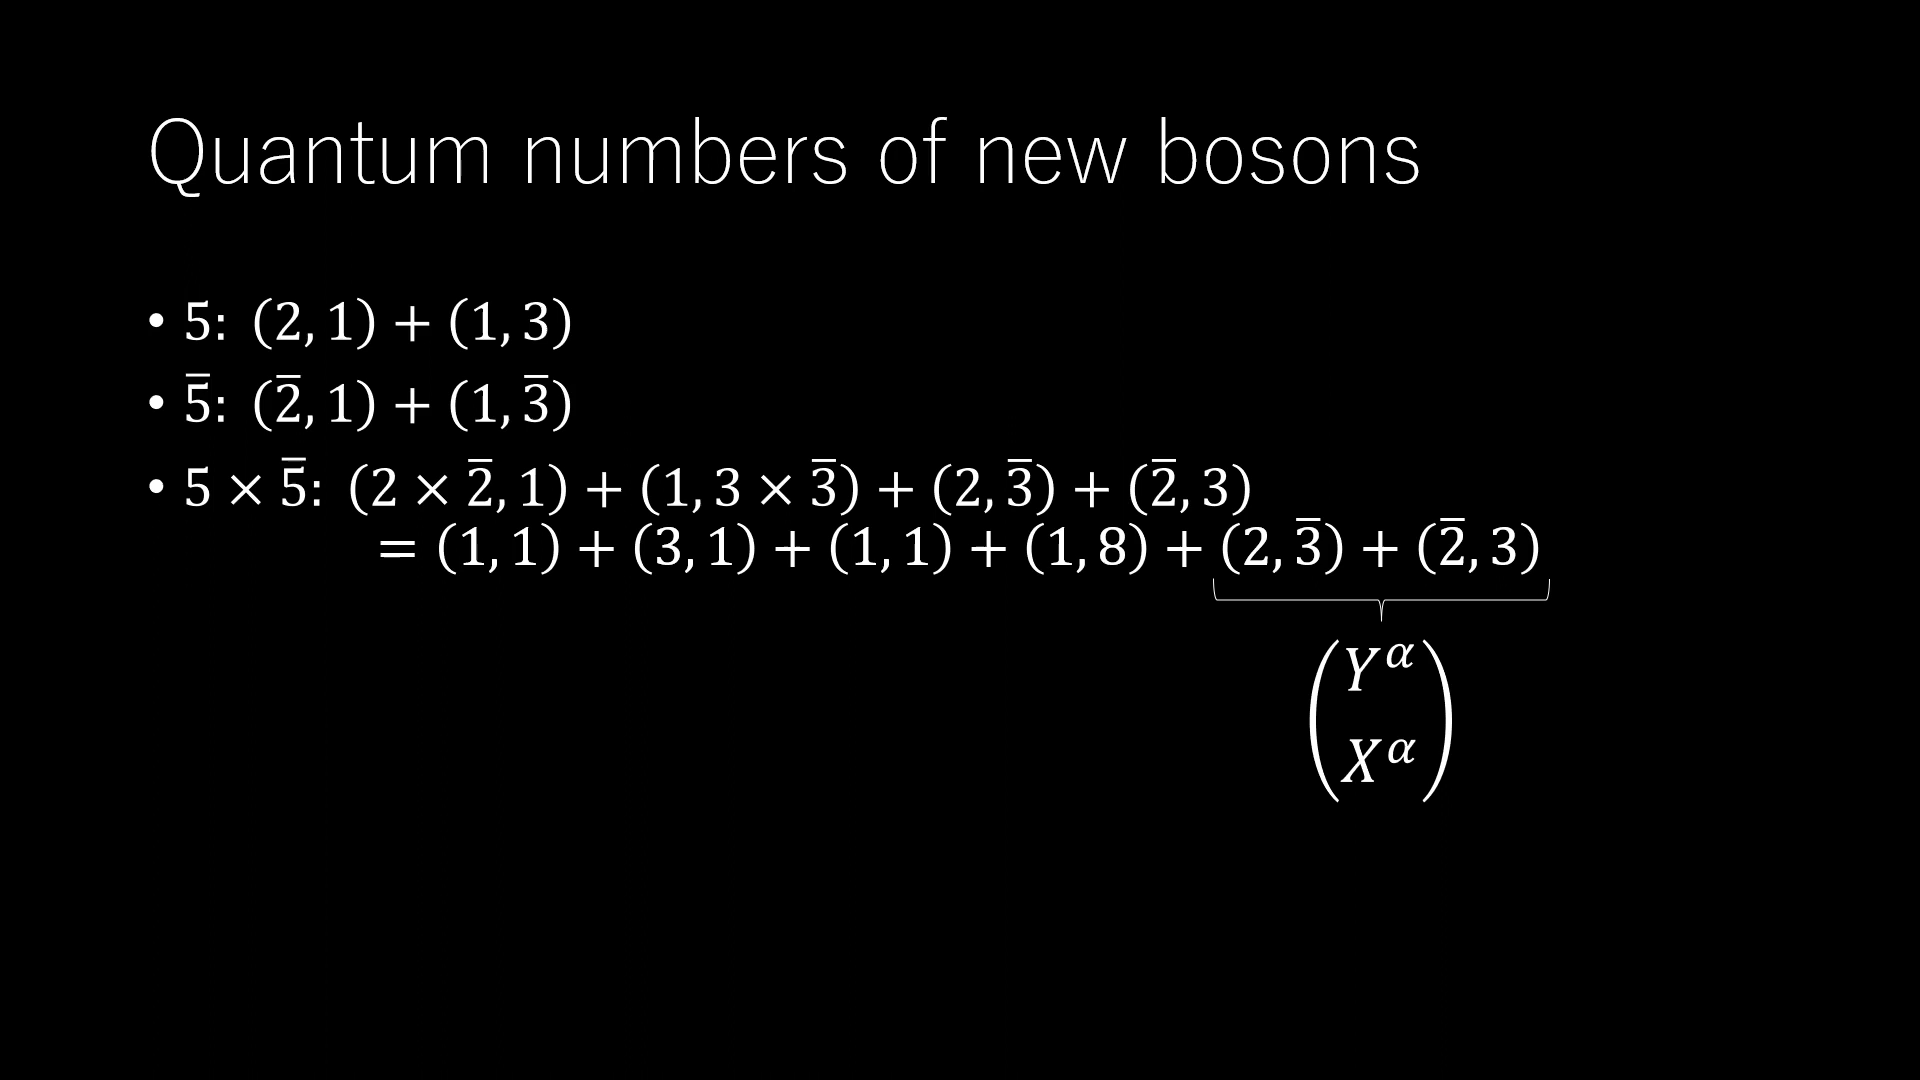 Quantum numbers of new bosons
• 5: (2, 1) + (1, 3)
• 5̅: (2̅, 1) + (1, 3̅)
• 5 × 5̅: (2 × 2̅, 1) + (1, 3 × 3̅) + (2, 3̅) + (2̅, 3)
= (1, 1) + (3, 1) + (1, 1) + (1, 8) + (2, 3̅) + (2̅, 3)
(Y^α
X^α)